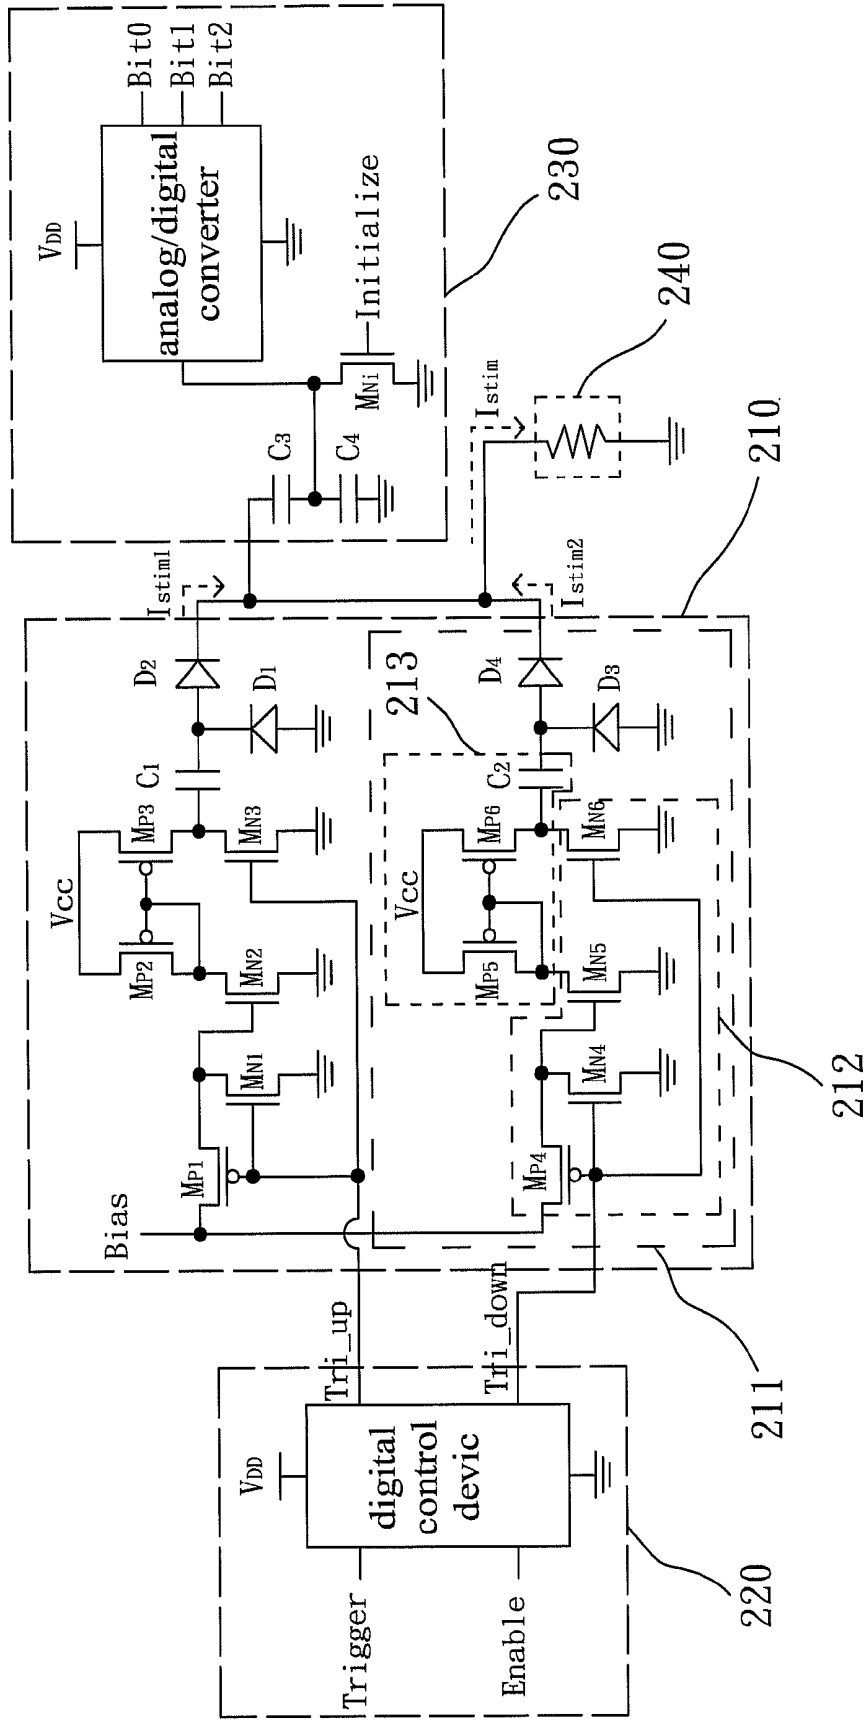 Trigger
Enable
VDD
digital
control
devic
220
Tri_up
Tri_down
Bias
MP1
MN1
MN2
MP2
Vcc
MP3
MN3
C1
D2
D1
MP4
MN4
MN5
MP5
Vcc
MP6
MN6
C2
D4
D3
211
212
213
210
Istim1
Istim2
Istim
240
C3
C4
MNi
Initialize
VDD
analog/digital
converter
Bit0
Bit1
Bit2
230